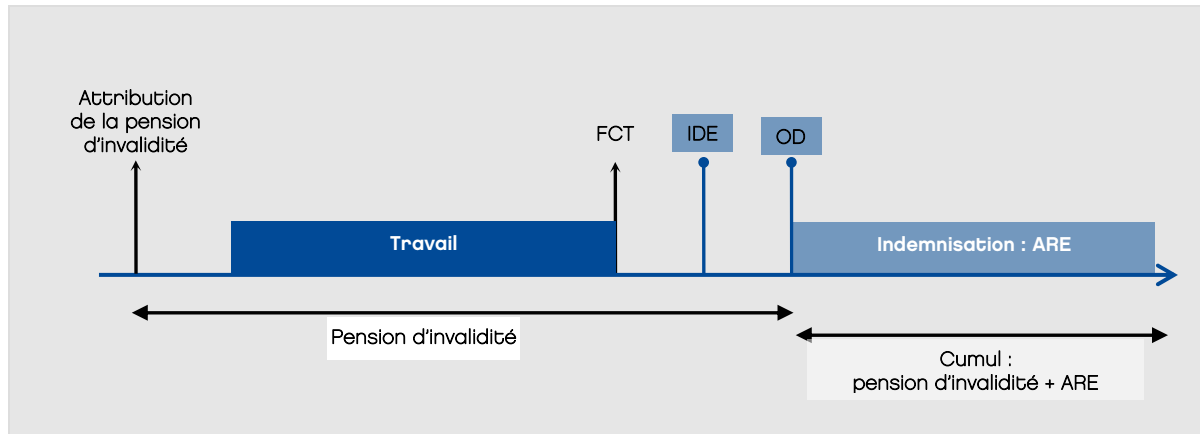 Attribution
de la pension
d'invalidité
FCT
IDE
OD
Travail
Indemnisation : ARE
Pension d'invalidité
Cumul :
pension d'invalidité + ARE